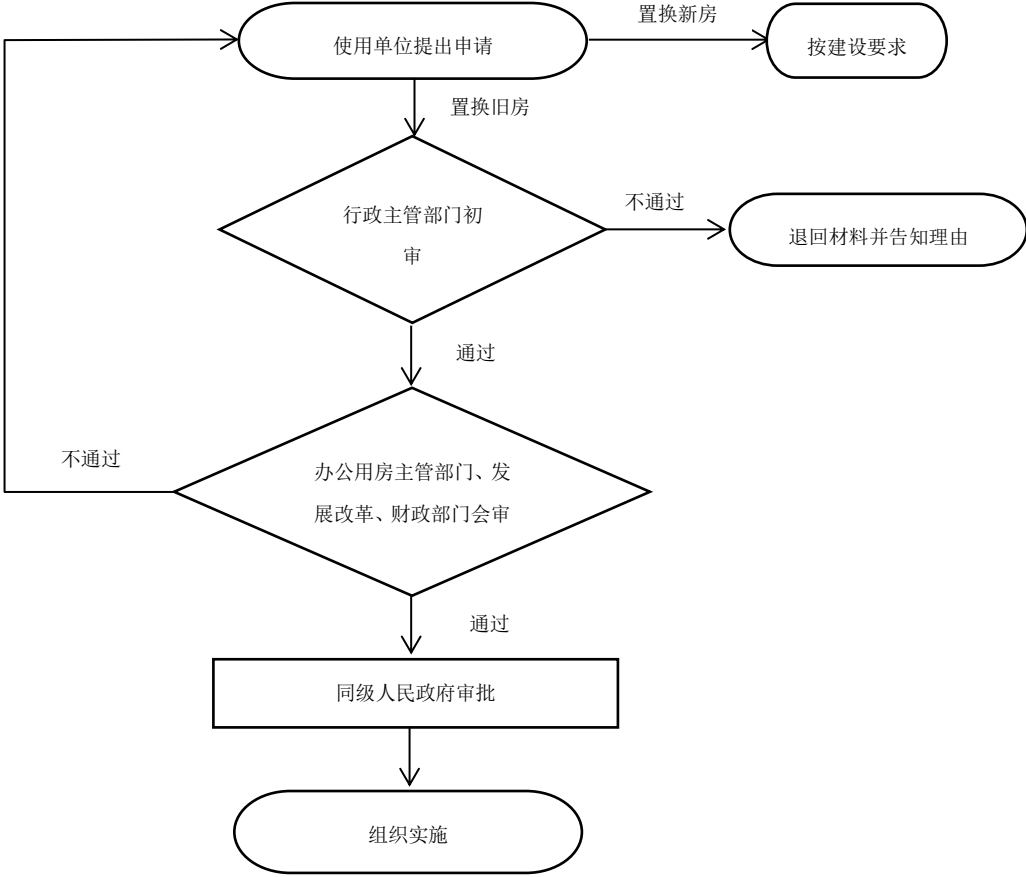 置换新房
使用单位提出申请
按建设要求
置换旧房
不通过
行政主管部门初
审
退回材料并告知理由
通过
不通过
办公用房主管部门、发
展改革、财政部门会审
通过
同级人民政府审批
组织实施